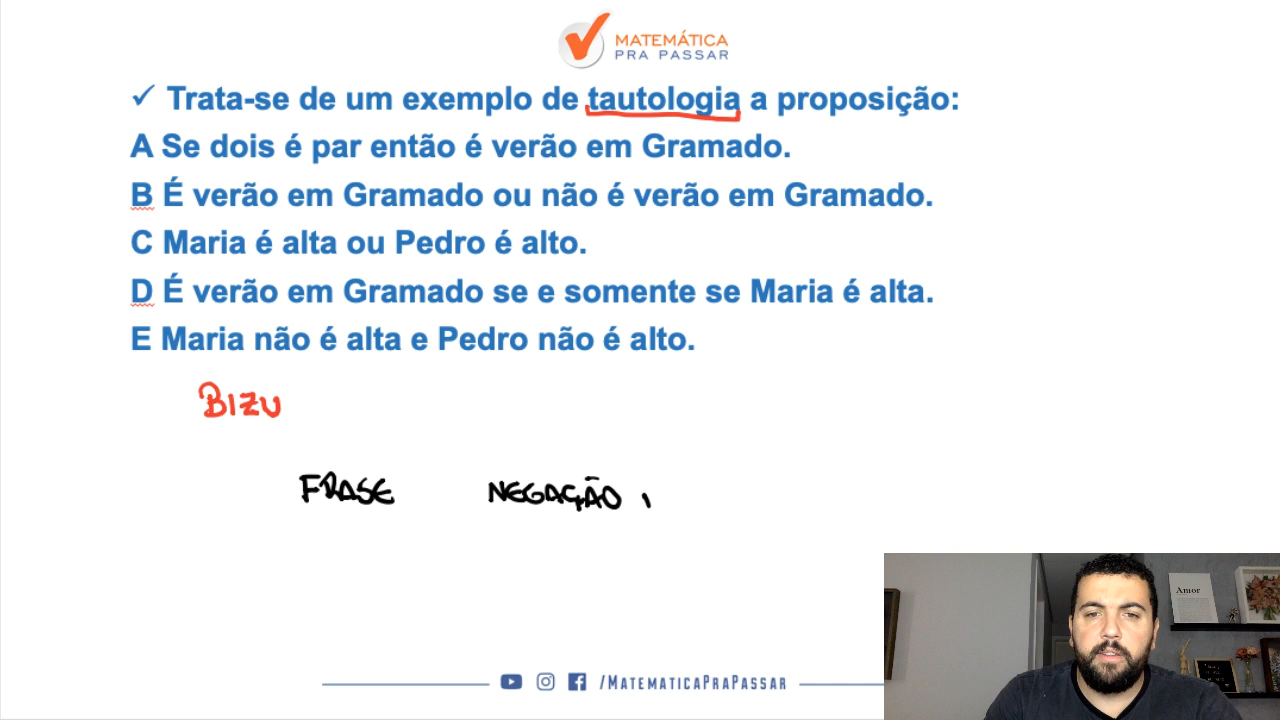 MATEMÁTICA
PRA PASSAR
✓ Trata-se de um exemplo de tautologia a proposição:
A Se dois é par então é verão em Gramado.
B É verão em Gramado ou não é verão em Gramado.
C Maria é alta ou Pedro é alto.
D É verão em Gramado se e somente se Maria é alta.
E Maria não é alta e Pedro não é alto.
BIZU
FRASE NEGAÇÃO
Amor
/MATEMATICAPRAPASSAR